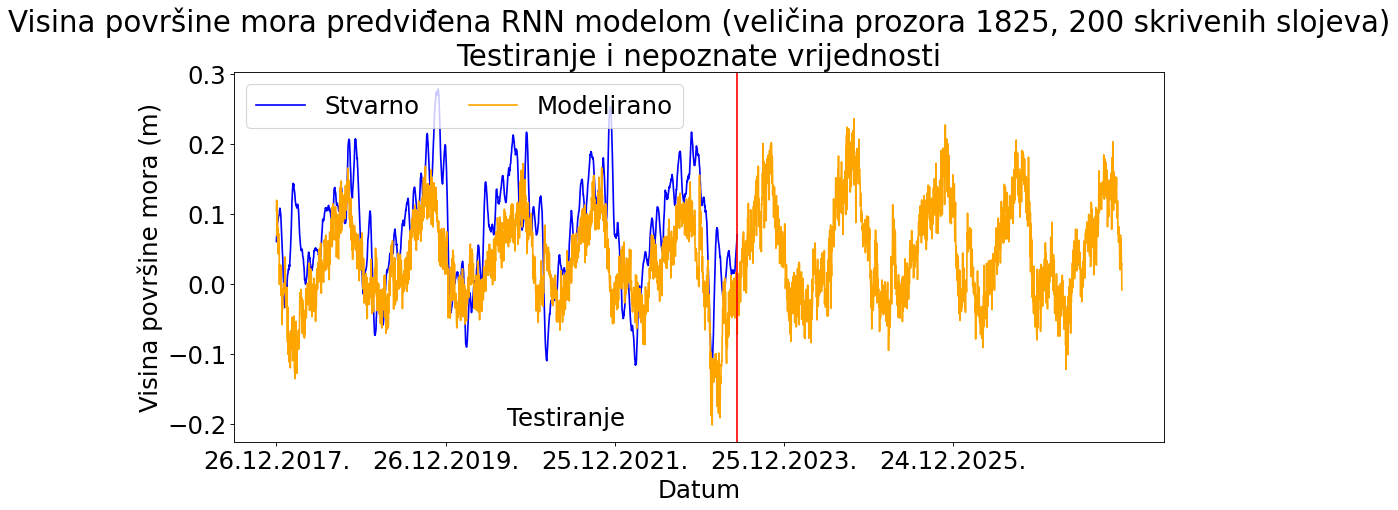 Visina površine mora predviđena RNN modelom (veličina prozora 1825, 200 skrivenih slojeva)
Testiranje i nepoznate vrijednosti
Stvarno
Modelirano
Visina površine mora (m)
0.3
0.2
0.1
0.0
−0.1
−0.2
Testiranje
26.12.2017.
26.12.2019.
25.12.2021.
25.12.2023.
24.12.2025.
Datum